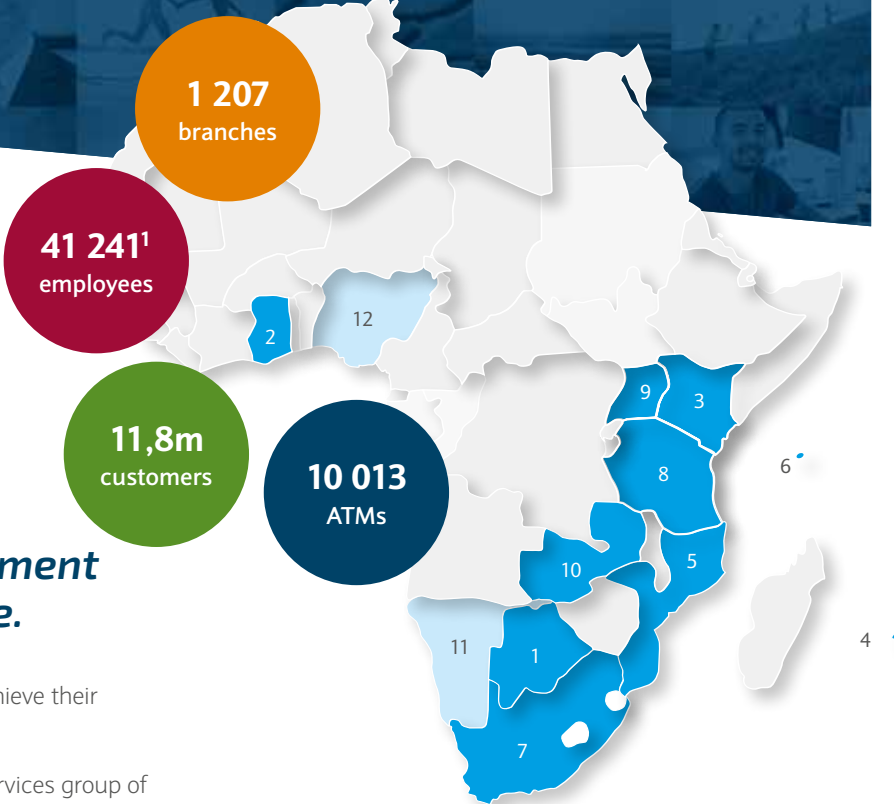 1 207
branches
41 241¹
employees
11,8m
customers
10 013
ATMs
12
2
9
3
8
6
10
5
11
1
7
4
ment
e.
hieve their
rvices group of